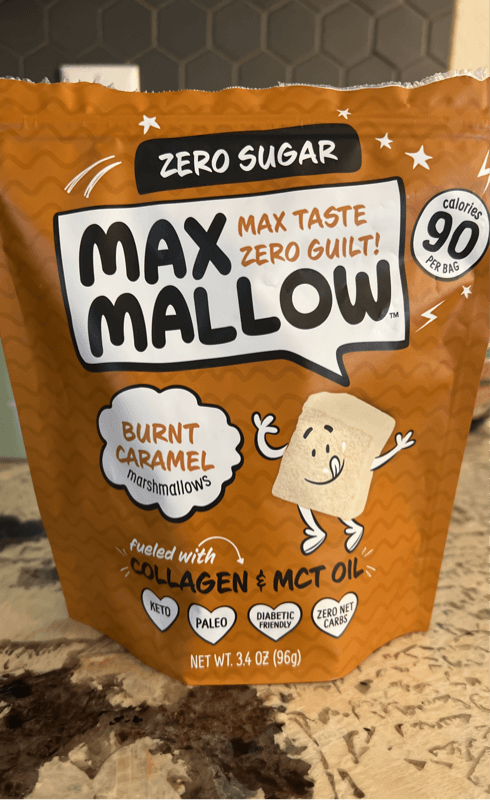 ZERO SUGAR
MAX
MALLOW™
MAX TASTE
ZERO GUILT!
calories
90
PER BAG
BURNT
CARAMEL
marshmallows
fueled with
COLLAGEN & MCT OIL
KETO
PALEO
DIABETIC
FRIENDLY
ZERO NET
CARBS
NET WT. 3.4 OZ (96g)